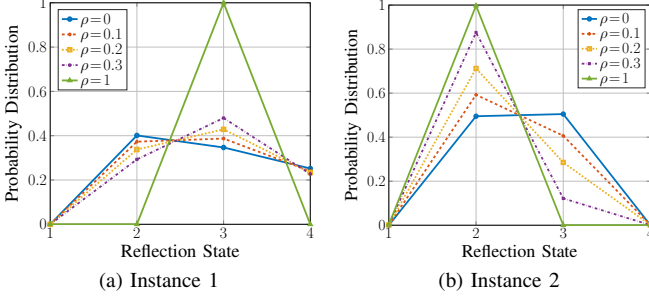 1
0.8
0.6
0.4
0.2
0
Probability Distribution
ρ=0
ρ=0.1
ρ=0.2
ρ=0.3
ρ=1
1 2 3 4
Reflection State
(a) Instance 1
1
0.8
0.6
0.4
0.2
0
Probability Distribution
ρ=0
ρ=0.1
ρ=0.2
ρ=0.3
ρ=1
1 2 3 4
Reflection State
(b) Instance 2